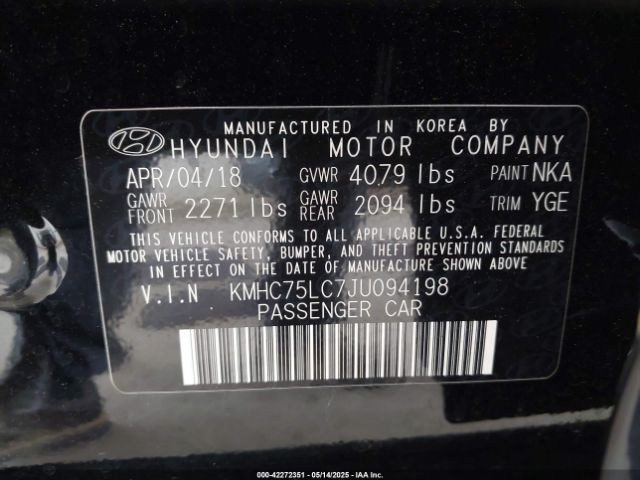 MANUFACTURED IN KOREA BY
HYUNDAI MOTOR COMPANY
APR/04/18 GVWR 4079 lbs PAINT NKA
GAWR FRONT 2271 lbs GAWR REAR 2094 lbs TRIM YGE
THIS VEHICLE CONFORMS TO ALL APPLICABLE U.S.A. FEDERAL
MOTOR VEHICLE SAFETY, BUMPER, AND THEFT PREVENTION STANDARDS
IN EFFECT ON THE DATE OF MANUFACTURE SHOWN ABOVE
V.I.N KMHC75LC7JU094198
PASSENGER CAR
000-42272351 - 05/14/2025 - IAA Inc.